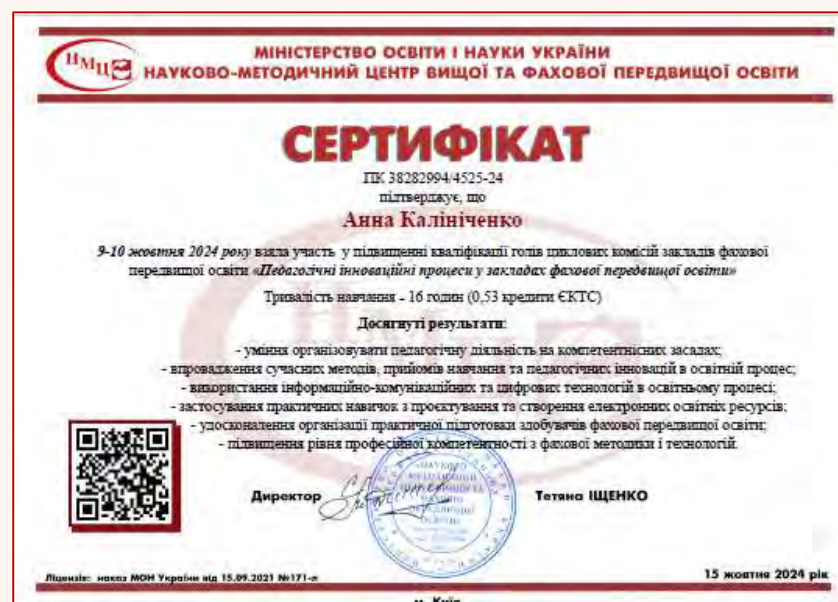 НМЦ
МІНІСТЕРСТВО ОСВІТИ І НАУКИ УКРАЇНИ
НАУКОВО-МЕТОДИЧНИЙ ЦЕНТР ВИЩОЇ ТА ФАХОВОЇ ПЕРЕДВИЩОЇ ОСВІТИ
СЕРТИФІКАТ
ПК 38282994/4525-24
підтверджує, що
Анна Калініченко
9-10 жовтня 2024 року взяла участь у підвищенні кваліфікації голів циклових комісій закладів фахової
передвищої освіти «Педагогічні інноваційні процеси у закладах фахової передвищої освіти»
Тривалість навчання - 16 годин (0,53 кредити ЄКТС)
Досягнуті результати:
- уміння організовувати педагогічну діяльність на компетентнісних засадах;
- впровадження сучасних методів, прийомів навчання та педагогічних інновацій в освітній процес;
- використання інформаційно-комунікаційних та цифрових технологій в освітньому процесі;
- застосування практичних навичок з проєктування та створення електронних освітніх ресурсів;
- удосконалення організації практичної підготовки здобувачів фахової передвищої освіти;
- підвищення рівня професійної компетентності з фахової методики і технологій.
Директор
Тетяна ІЩЕНКО
Ліцензія: наказ МОН України від 15.09.2021 №171-л
15 жовтня 2024 рік
м. Київ